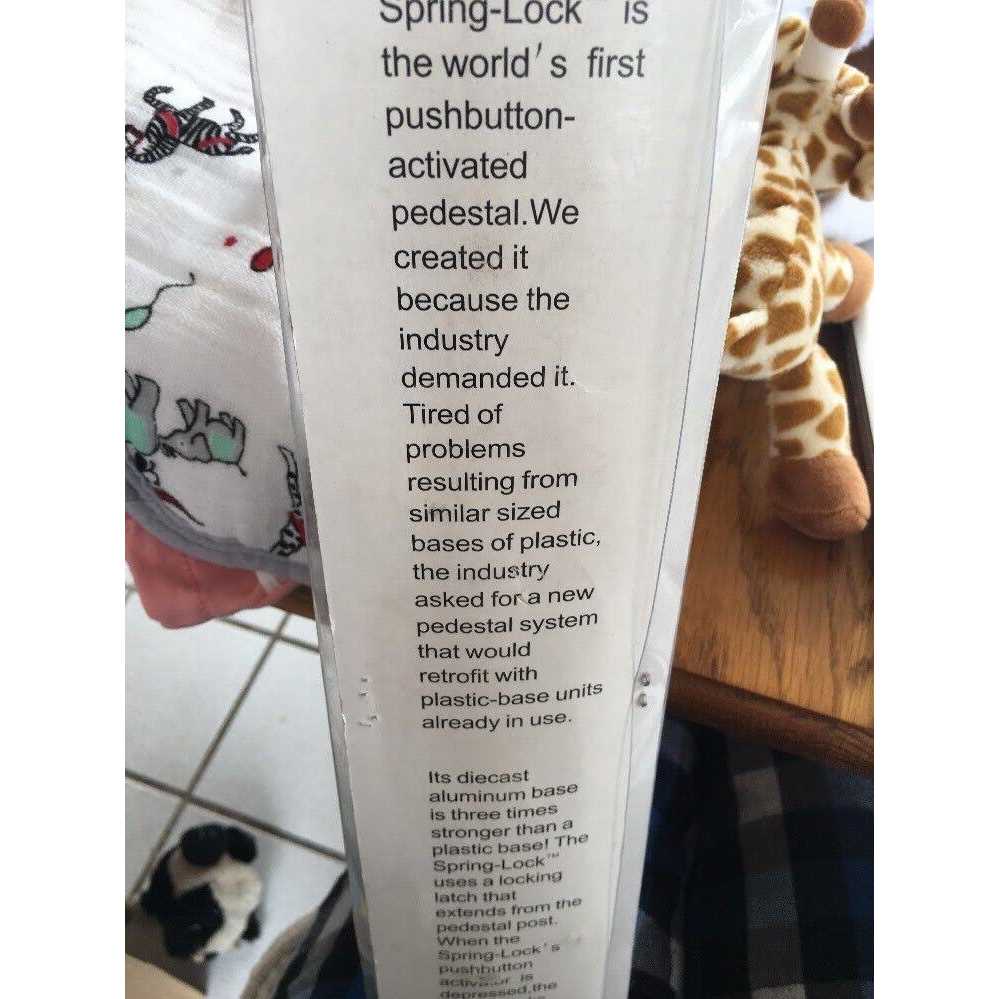 Spring-Lock™ is
the world's first
pushbutton-
activated
pedestal.We
created it
because the
industry
demanded it.
Tired of
problems
resulting from
similar sized
bases of plastic,
the industry
asked for a new
pedestal system
that would
retrofit with
plastic-base units
already in use.
Its diecast
aluminum base
is three times
stronger than a
plastic base! The
Spring-Lock™
uses a locking
latch that
extends from the
pedestal post.
When the
Spring-Lock's
pushbutton
activator is
depressed,the